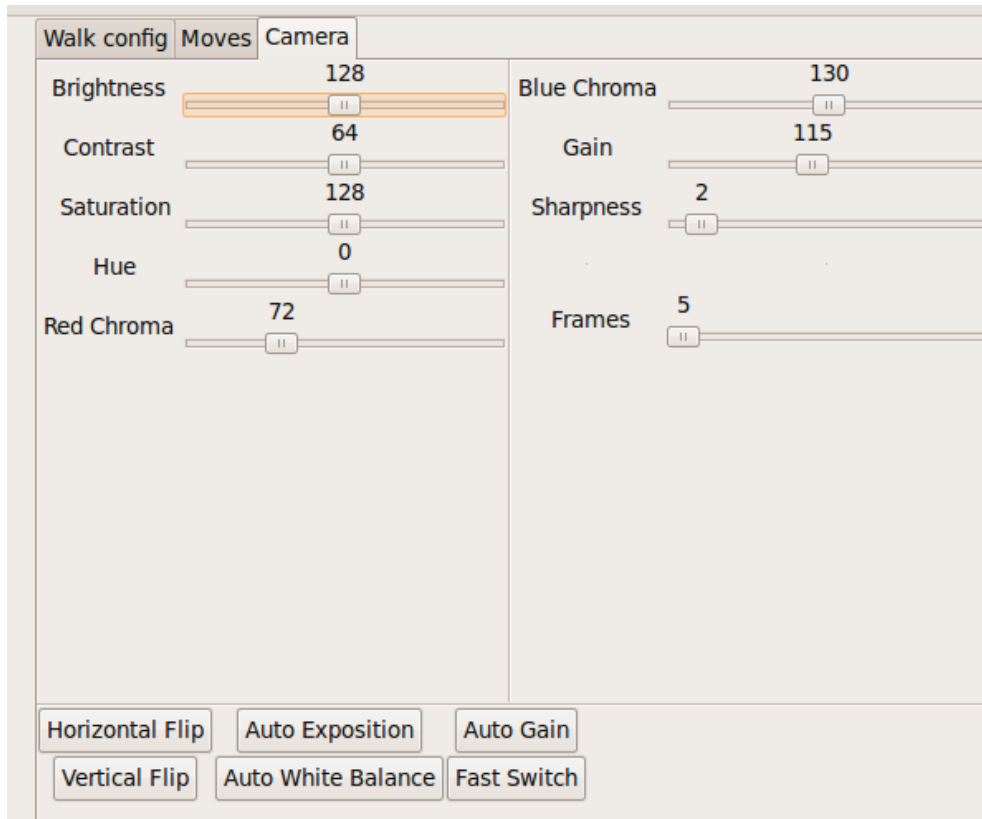 Walk config Moves Camera
128
Brightness
64
Contrast
128
Saturation
0
Hue
72
Red Chroma
130
Blue Chroma
115
Gain
2
Sharpness
5
Frames
Horizontal Flip Auto Exposition Auto Gain
Vertical Flip Auto White Balance Fast Switch